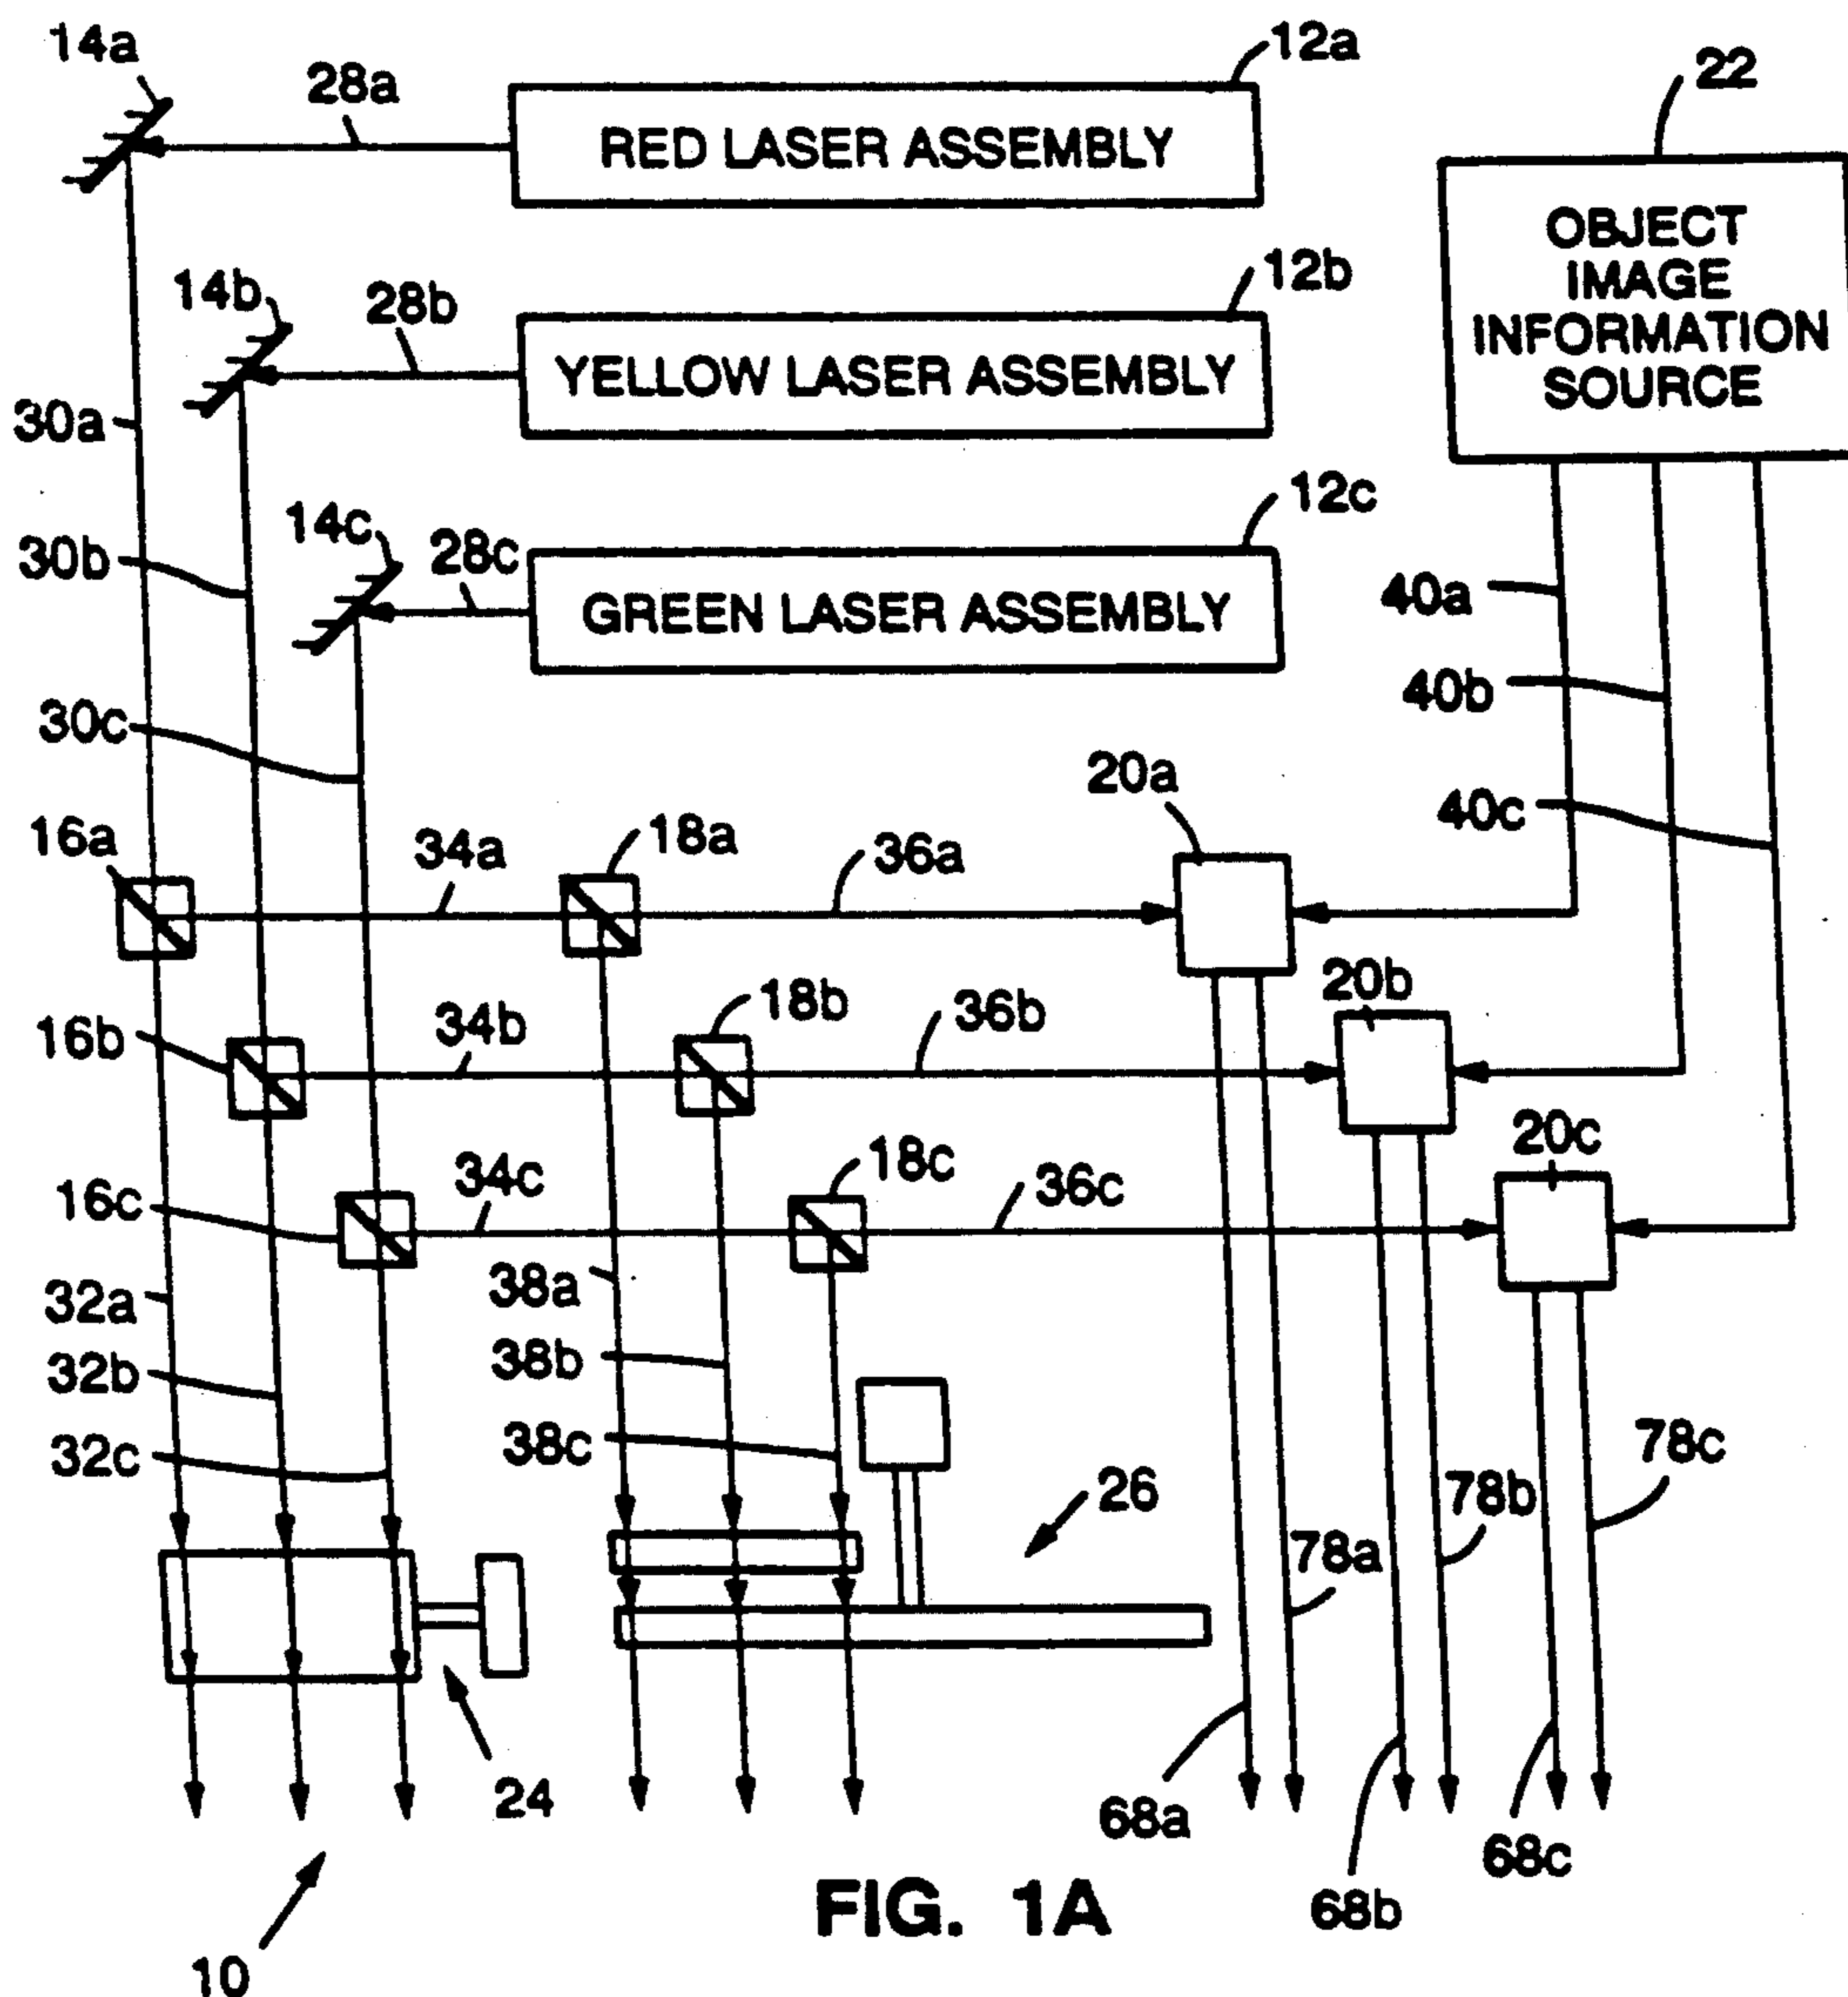 14a
28a
12a
22
RED LASER ASSEMBLY
OBJECT
IMAGE
INFORMATION
SOURCE
14b
28b
12b
YELLOW LASER ASSEMBLY
30a
14c
28c
12c
30b
GREEN LASER ASSEMBLY
40a
40b
30c
20a
40c
16a
34a
18a
36a
16b
34b
18b
36b
20b
16c
34c
18c
36c
20c
32a
38a
32b
38b
32c
38c
26
78a
78b
78c
24
68a
68b
68c
FIG. 1A
10